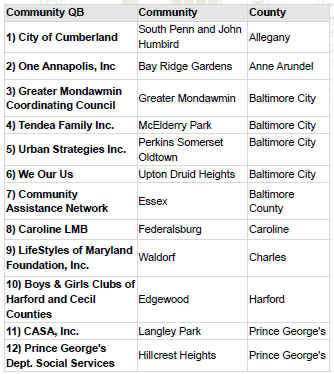 Community QB Community County
1) City of Cumberland South Penn and John Humbird Allegany
2) One Annapolis, Inc Bay Ridge Gardens Anne Arundel
3) Greater Mondawmin Coordinating Council Greater Mondawmin Baltimore City
4) Tendea Family Inc. McElderry Park Baltimore City
5) Urban Strategies Inc. Perkins Somerset Oldtown Baltimore City
6) We Our Us Upton Druid Heights Baltimore City
7) Community Assistance Network Essex Baltimore County
8) Caroline LMB Federalsburg Caroline
9) LifeStyles of Maryland Foundation, Inc. Waldorf Charles
10) Boys & Girls Clubs of Harford and Cecil Counties Edgewood Harford
11) CASA, Inc. Langley Park Prince George's
12) Prince George's Dept. Social Services Hillcrest Heights Prince George's